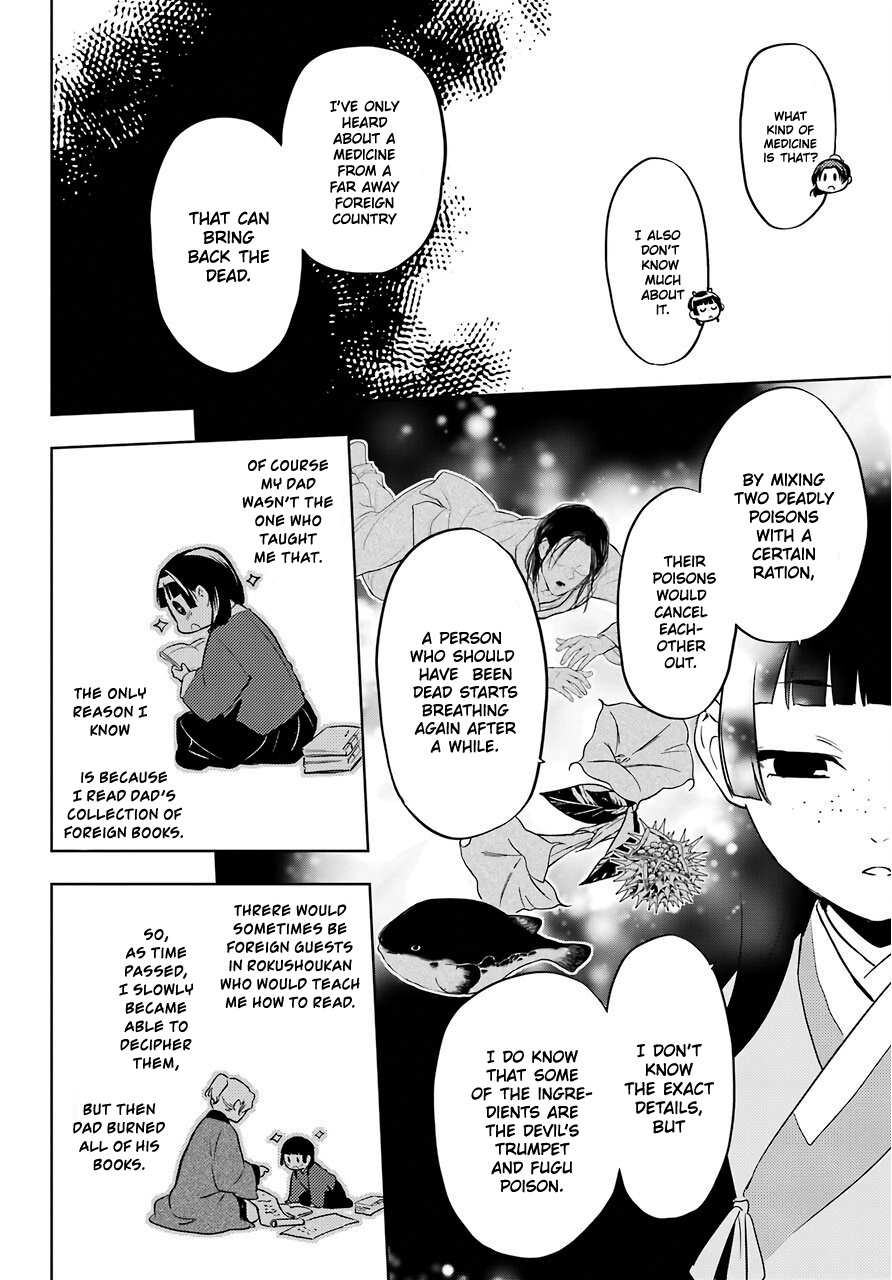 WHAT
KIND OF
MEDICINE
IS THAT?
I ALSO
DON'T
KNOW
MUCH
ABOUT
IT.
I'VE ONLY
HEARD
ABOUT A
MEDICINE
FROM A
FAR AWAY
FOREIGN
COUNTRY
THAT CAN
BRING
BACK THE
DEAD.
BY MIXING
TWO DEADLY
POISONS
WITH A
CERTAIN
RATION,
THEIR
POISONS
WOULD
CANCEL
EACH-
OTHER
OUT.
A PERSON
WHO SHOULD
HAVE BEEN
DEAD STARTS
BREATHING
AGAIN AFTER
A WHILE.
OF COURSE
MY DAD
WASN'T THE
ONE WHO
TAUGHT
ME THAT.
THE ONLY
REASON I
KNOW
IS BECAUSE
I READ DAD'S
COLLECTION OF
FOREIGN BOOKS.
I DON'T
KNOW
THE EXACT
DETAILS,
BUT
I DO KNOW
THAT SOME
OF THE INGRE-
DIENTS ARE
THE DEVIL'S
TRUMPET
AND FUGU
POISON.
THRERE WOULD
SOMETIMES BE
FOREIGN GUESTS
IN ROKUSHOUKAN
WHO WOULD TEACH
ME HOW TO READ.
SO,
AS TIME
PASSED,
I SLOWLY
BECAME
ABLE TO
DECIPHER
THEM,
BUT THEN
DAD BURNED
ALL OF HIS
BOOKS.